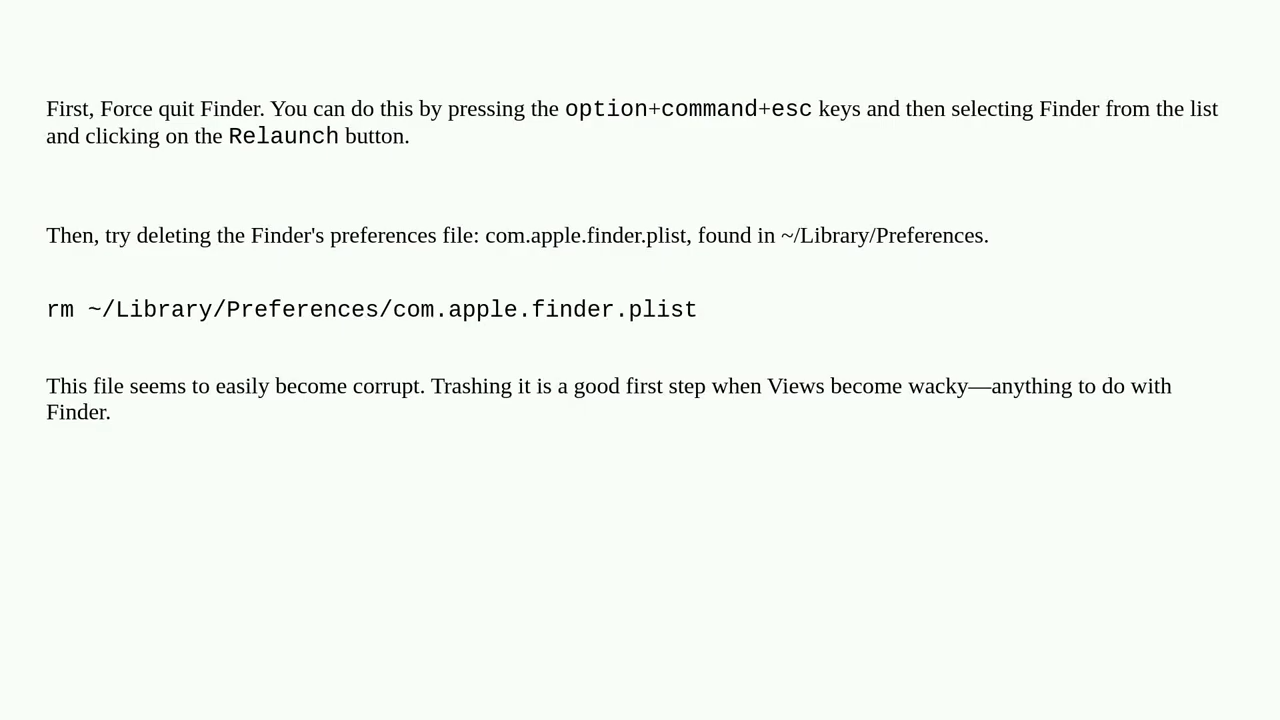 First, Force quit Finder. You can do this by pressing the option+command+esc keys and then selecting Finder from the list
and clicking on the Relaunch button.
Then, try deleting the Finder's preferences file: com.apple.finder.plist, found in ~/Library/Preferences.
rm ~/Library/Preferences/com.apple.finder.plist
This file seems to easily become corrupt. Trashing it is a good first step when Views become wacky—anything to do with
Finder.